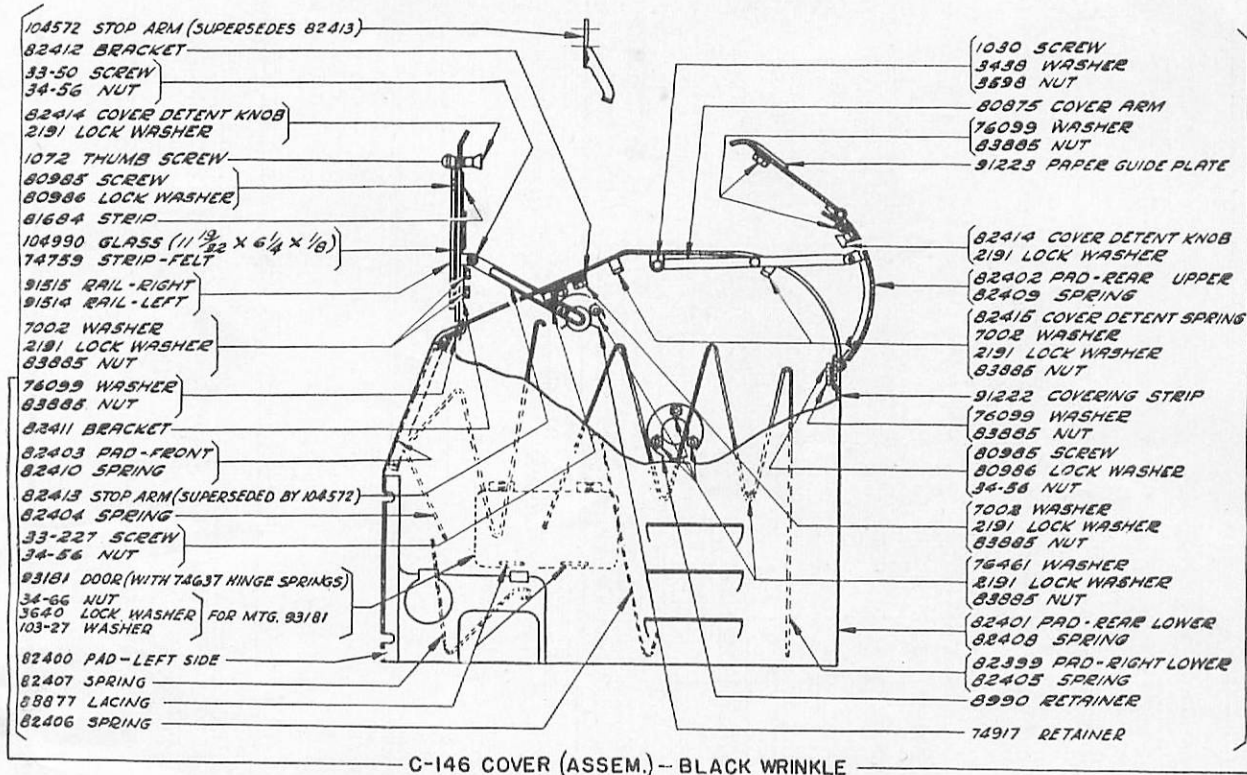 104572 STOP ARM (SUPERSEDES 82413)
82412 BRACKET
33-50 SCREW
34-56 NUT
82414 COVER DETENT KNOB
2191 LOCK WASHER
1072 THUMB SCREW
80985 SCREW
80986 LOCK WASHER
81684 STRIP
104990 GLASS (11 19/32 X 6 1/4 X 1/8)
74759 STRIP-FELT
91515 RAIL-RIGHT
91514 RAIL-LEFT
7002 WASHER
2191 LOCK WASHER
83885 NUT
76099 WASHER
83885 NUT
82411 BRACKET
82403 PAD-FRONT
82410 SPRING
82413 STOP ARM (SUPERSEDED BY 104572)
82404 SPRING
33-227 SCREW
34-56 NUT
93181 DOOR (WITH 74637 HINGE SPRINGS)
34-66 NUT
3640 LOCK WASHER
103-27 WASHER
FOR MTG. 93181
82400 PAD-LEFT SIDE
82407 SPRING
88877 LACING
82406 SPRING
1030 SCREW
3438 WASHER
3598 NUT
80875 COVER ARM
76099 WASHER
83885 NUT
91223 PAPER GUIDE PLATE
82414 COVER DETENT KNOB
2191 LOCK WASHER
82402 PAD-REAR UPPER
82409 SPRING
82415 COVER DETENT SPRING
7002 WASHER
2191 LOCK WASHER
83885 NUT
91222 COVERING STRIP
76099 WASHER
83885 NUT
80985 SCREW
80986 LOCK WASHER
34-56 NUT
7002 WASHER
2191 LOCK WASHER
83885 NUT
76461 WASHER
2191 LOCK WASHER
83885 NUT
82401 PAD-REAR LOWER
82408 SPRING
82399 PAD-RIGHT LOWER
82405 SPRING
8990 RETAINER
74917 RETAINER
C-146 COVER (ASSEM.) - BLACK WRINKLE